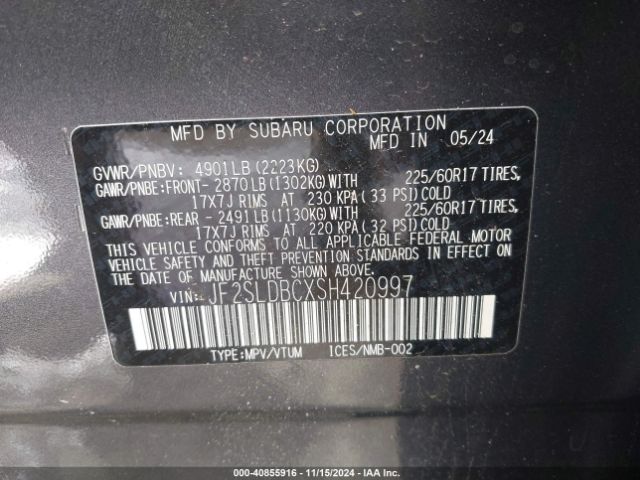 MFD BY SUBARU CORPORATION
MFD IN 05/24
GVWR/PNBV: 4901LB(2223KG)
GAWR/PNBE:FRONT- 2870LB(1302KG)WITH 225/60R17 TIRES,
17X7J RIMS AT 230 KPA(33 PSI)COLD
GAWR/PNBE:REAR - 2491LB(1130KG)WITH 225/60R17 TIRES,
17X7J RIMS AT 220 KPA(32 PSI)COLD
THIS VEHICLE CONFORMS TO ALL APPLICABLE FEDERAL MOTOR
VEHICLE SAFETY AND THEFT PREVENTION STANDARDS IN EFFECT ON
THE DATE OF MANUFACTURE SHOWN ABOVE.
VIN: JF2SLDBCXSH420997
TYPE:MPV/VTUM ICES/NMB-002
000-40855916 - 11/15/2024 - IAA Inc.